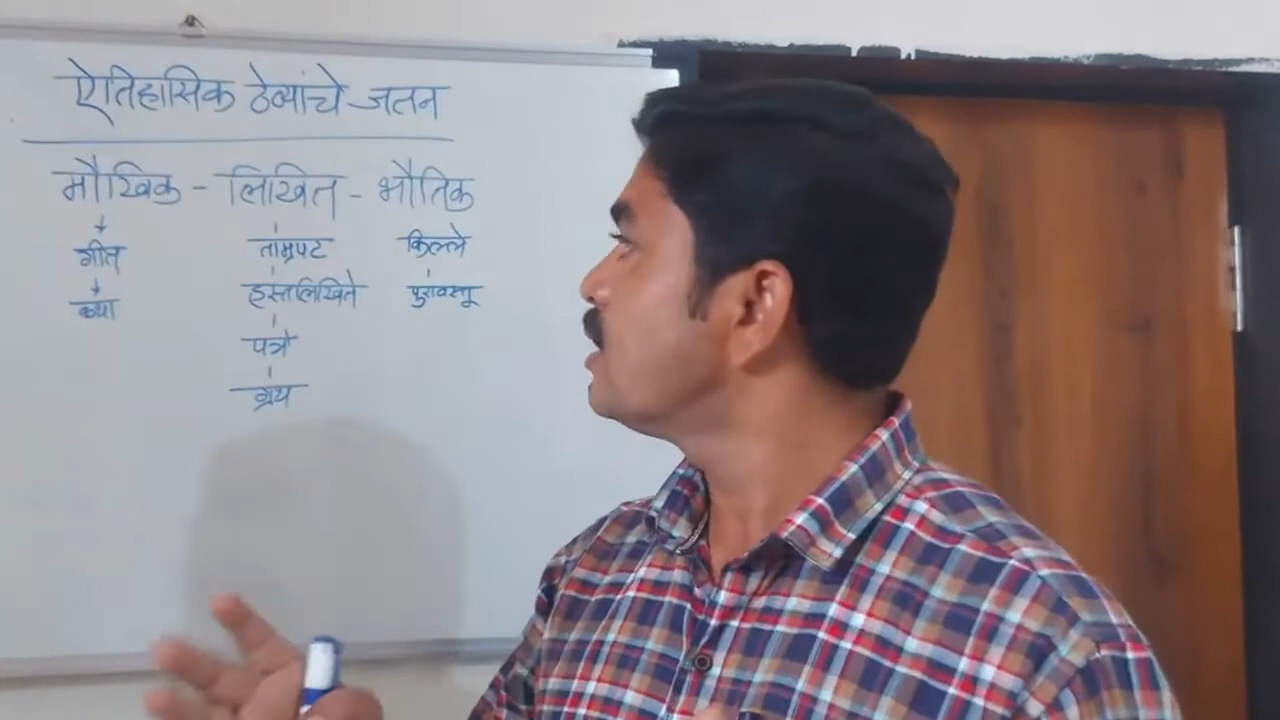 ऐतिहासिक ठेव्यांचे जतन
मौखिक - लिखित - भौतिक
गीत ताम्रपट किल्ले
कथा हस्तलिखिते पुरावस्तू
पत्रे
ग्रंथ